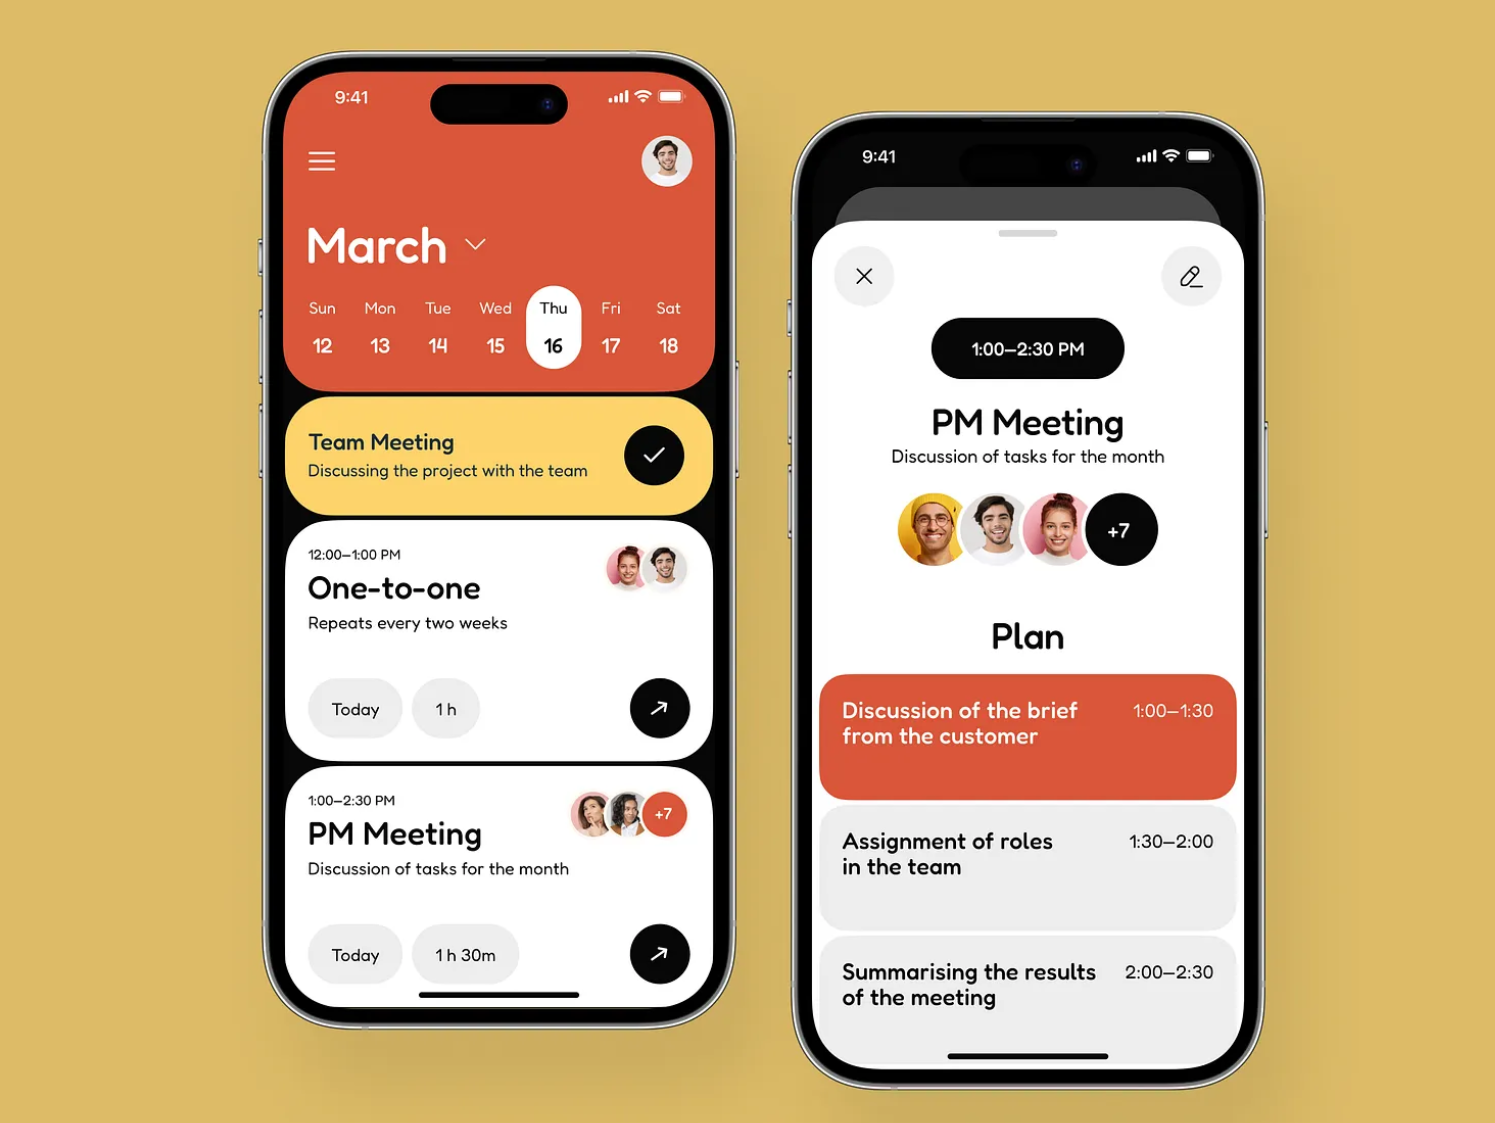 9:41
March
Sun Mon Tue Wed Thu Fri Sat
12 13 14 15 16 17 18
Team Meeting
Discussing the project with the team
12:00–1:00 PM
One-to-one
Repeats every two weeks
Today 1 h
1:00–2:30 PM
+7
PM Meeting
Discussion of tasks for the month
Today 1 h 30m
9:41
1:00–2:30 PM
PM Meeting
Discussion of tasks for the month
+7
Plan
Discussion of the brief 1:00–1:30
from the customer
Assignment of roles 1:30–2:00
in the team
Summarising the results 2:00–2:30
of the meeting